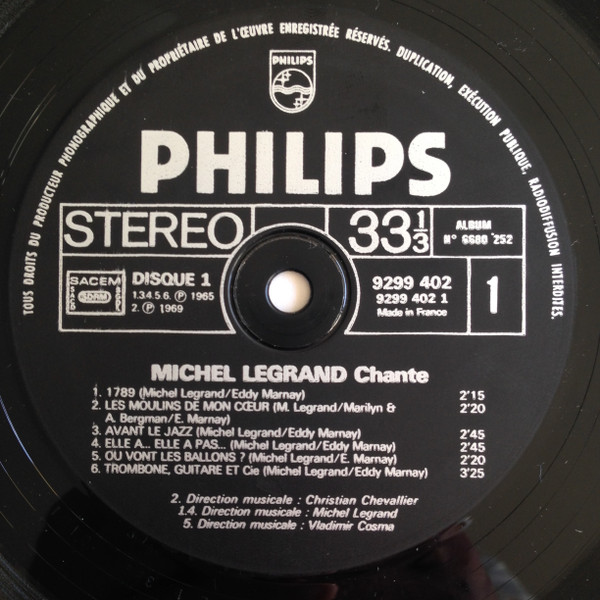 TOUS DROITS DU PRODUCTEUR PHONOGRAPHIQUE ET DU PROPRIÉTAIRE DE L'ŒUVRE ENREGISTRÉE RÉSERVÉS. DUPLICATION, EXÉCUTION PUBLIQUE, RADIODIFFUSION INTERDITES.
PHILIPS
PHILIPS
STEREO
33 1/3
ALBUM
N° 6680 252
SACEM
SDRM
DISQUE 1
1.3.4.5.6. ℗ 1965
2. ℗ 1969
9299 402
9299 402 1
Made in France
1
MICHEL LEGRAND Chante
1. 1789 (Michel Legrand/Eddy Marnay) 2'15
2. LES MOULINS DE MON CŒUR (M. Legrand/Marilyn & 2'20
A. Bergman/E. Marnay)
3. AVANT LE JAZZ (Michel Legrand/Eddy Marnay) 2'45
4. ELLE A... ELLE A PAS... (Michel Legrand/Eddy Marnay) 2'45
5. OU VONT LES BALLONS ? (Michel Legrand/E. Marnay) 2'20
6. TROMBONE, GUITARE ET Cie (Michel Legrand/Eddy Marnay) 3'25
2. Direction musicale : Christian Chevallier
1.4. Direction musicale : Michel Legrand
5. Direction musicale : Vladimir Cosma